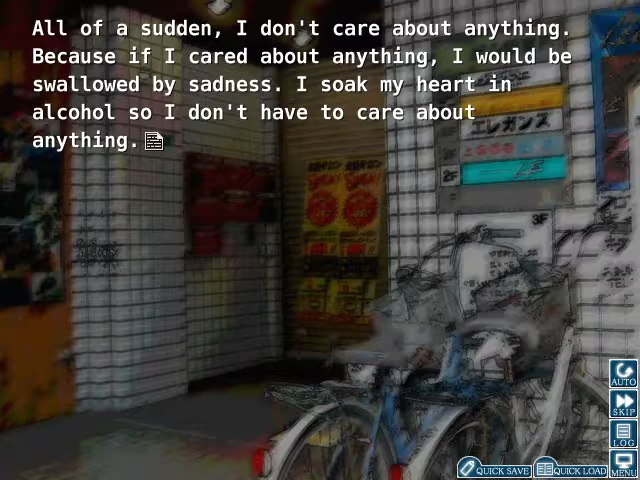 All of a sudden, I don't care about anything.
Because if I cared about anything, I would be
swallowed by sadness. I soak my heart in
alcohol so I don't have to care about
anything.
エレガンス
2F
3F
AUTO
SKIP
LOG
MENU
QUICK SAVE
QUICK LOAD